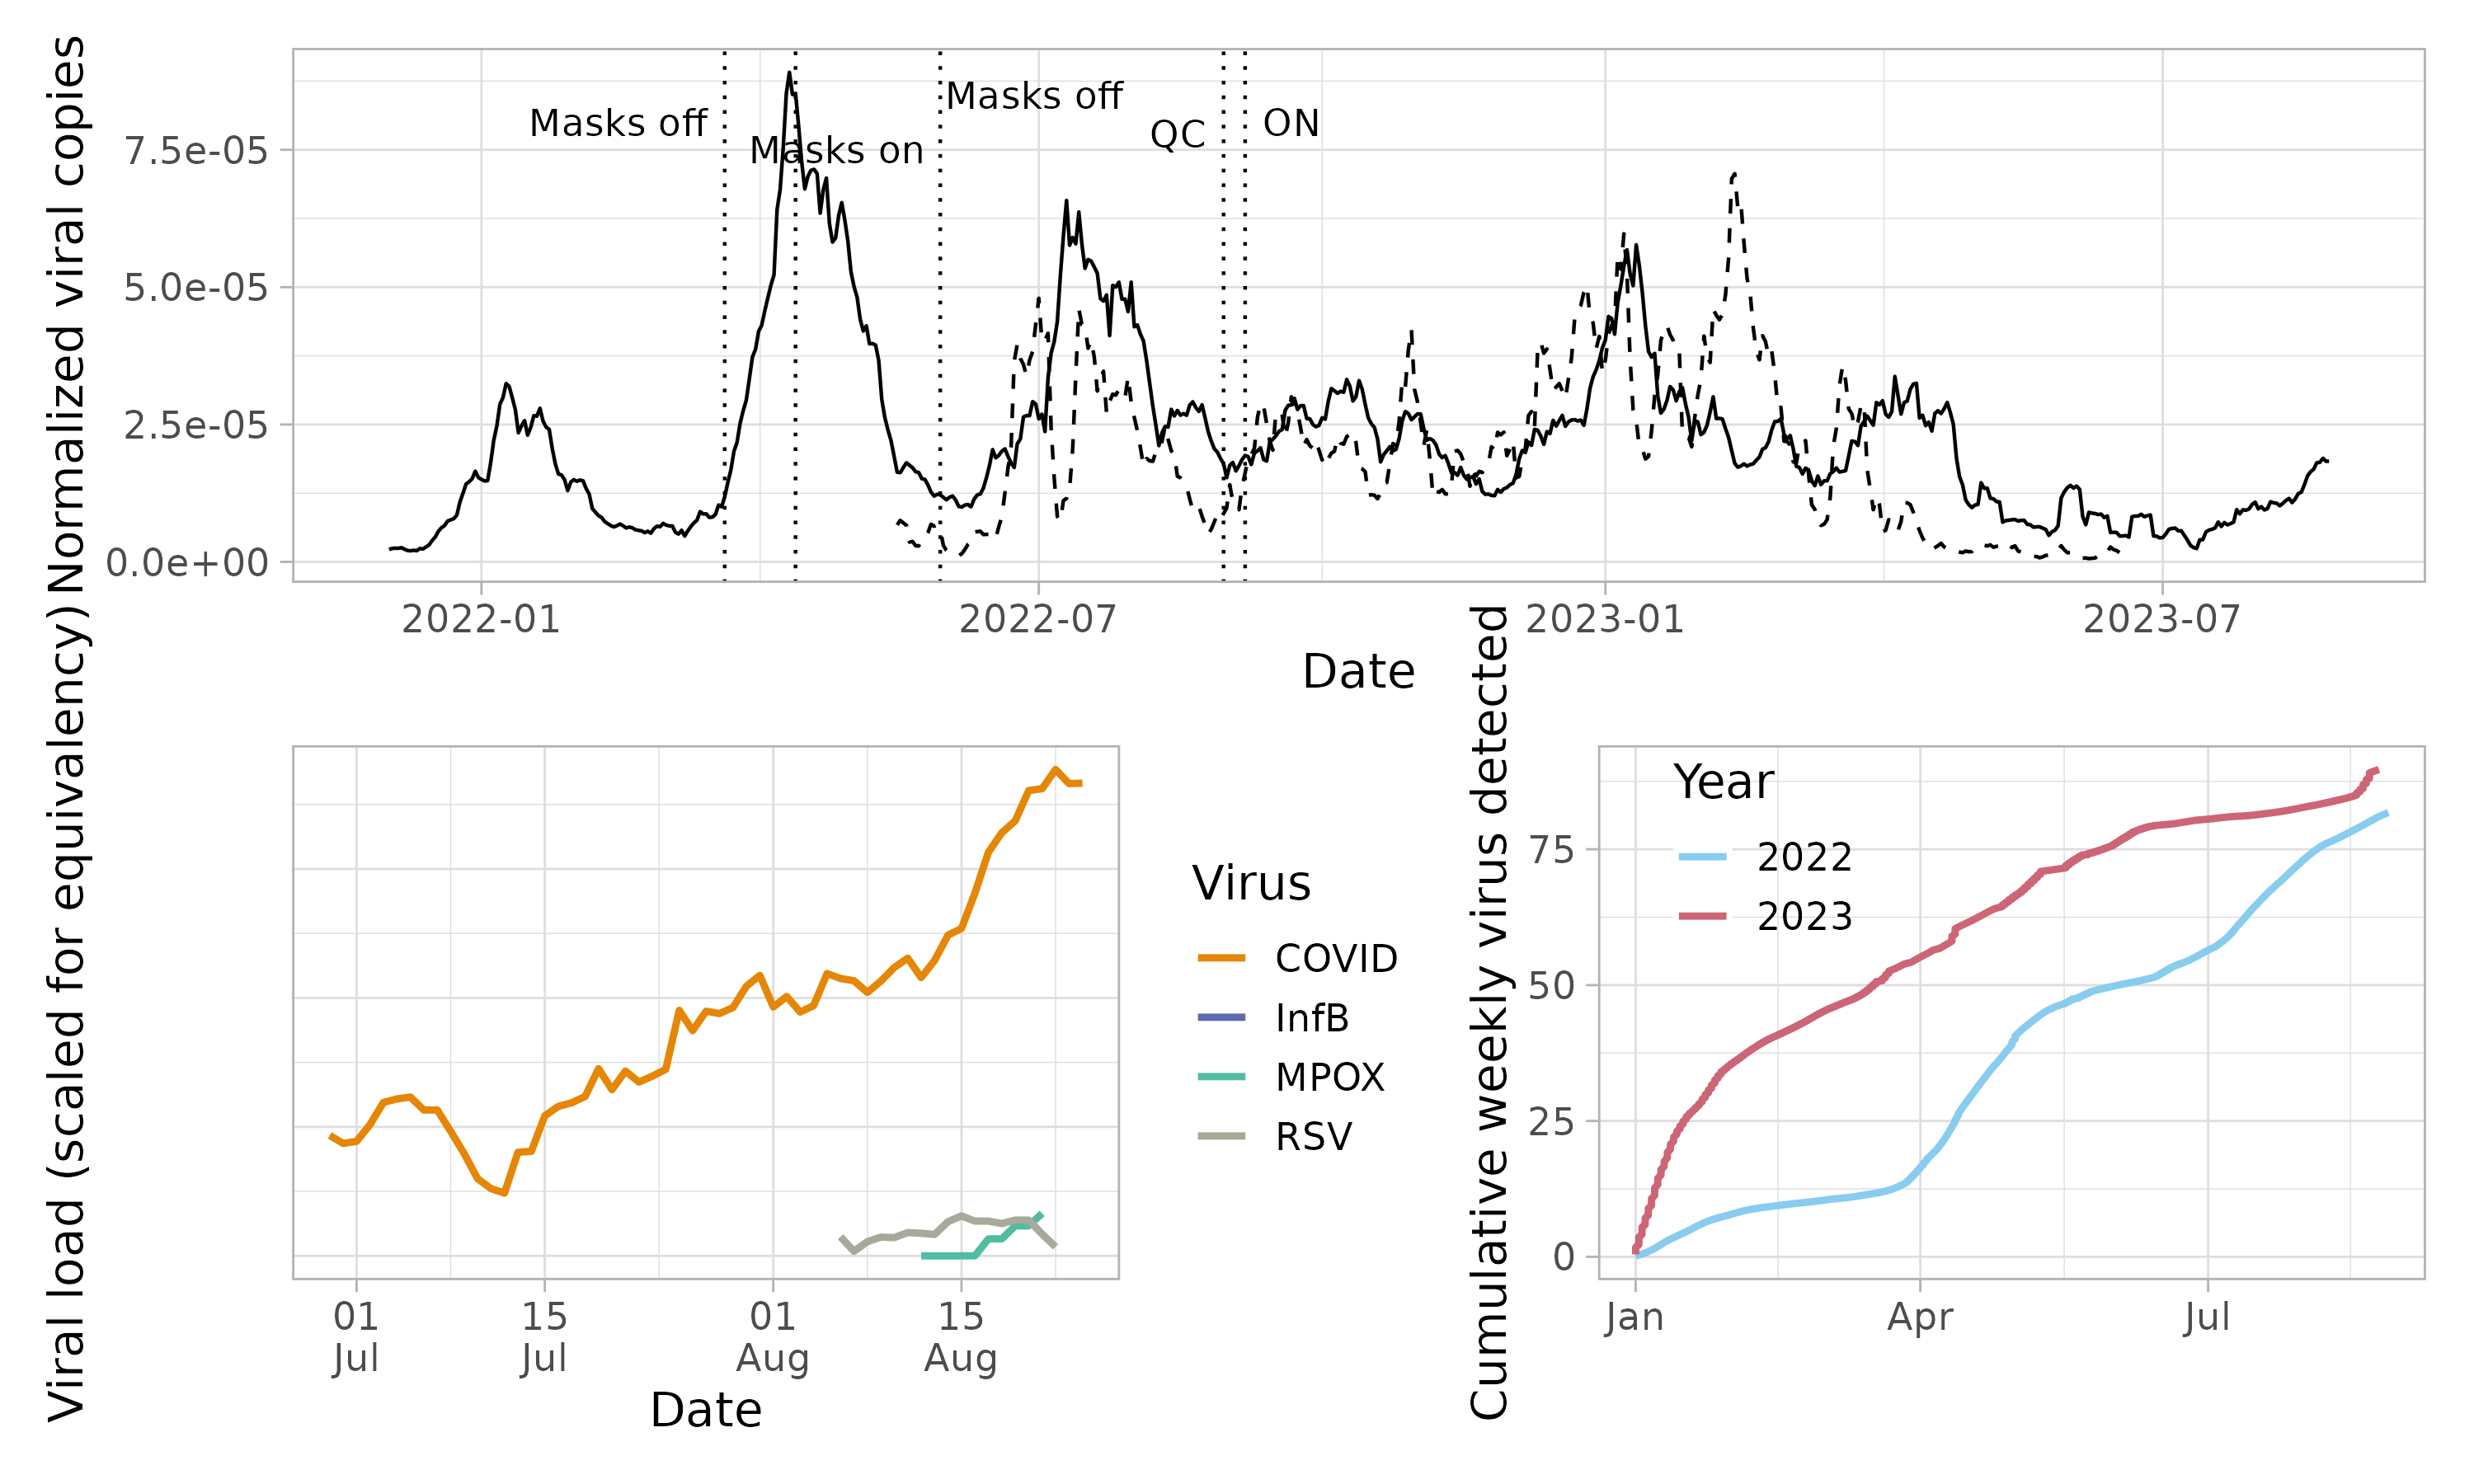 Normalized viral copies
7.5e-05
5.0e-05
2.5e-05
0.0e+00
Masks off
Masks on
Masks off
QC
ON
2022-01
2022-07
2023-01
2023-07
Date
Viral load (scaled for equivalency)
01
Jul
15
Jul
01
Aug
15
Aug
Date
Virus
COVID
InfB
MPOX
RSV
Cumulative weekly virus detected
75
50
25
0
Year
2022
2023
Jan
Apr
Jul